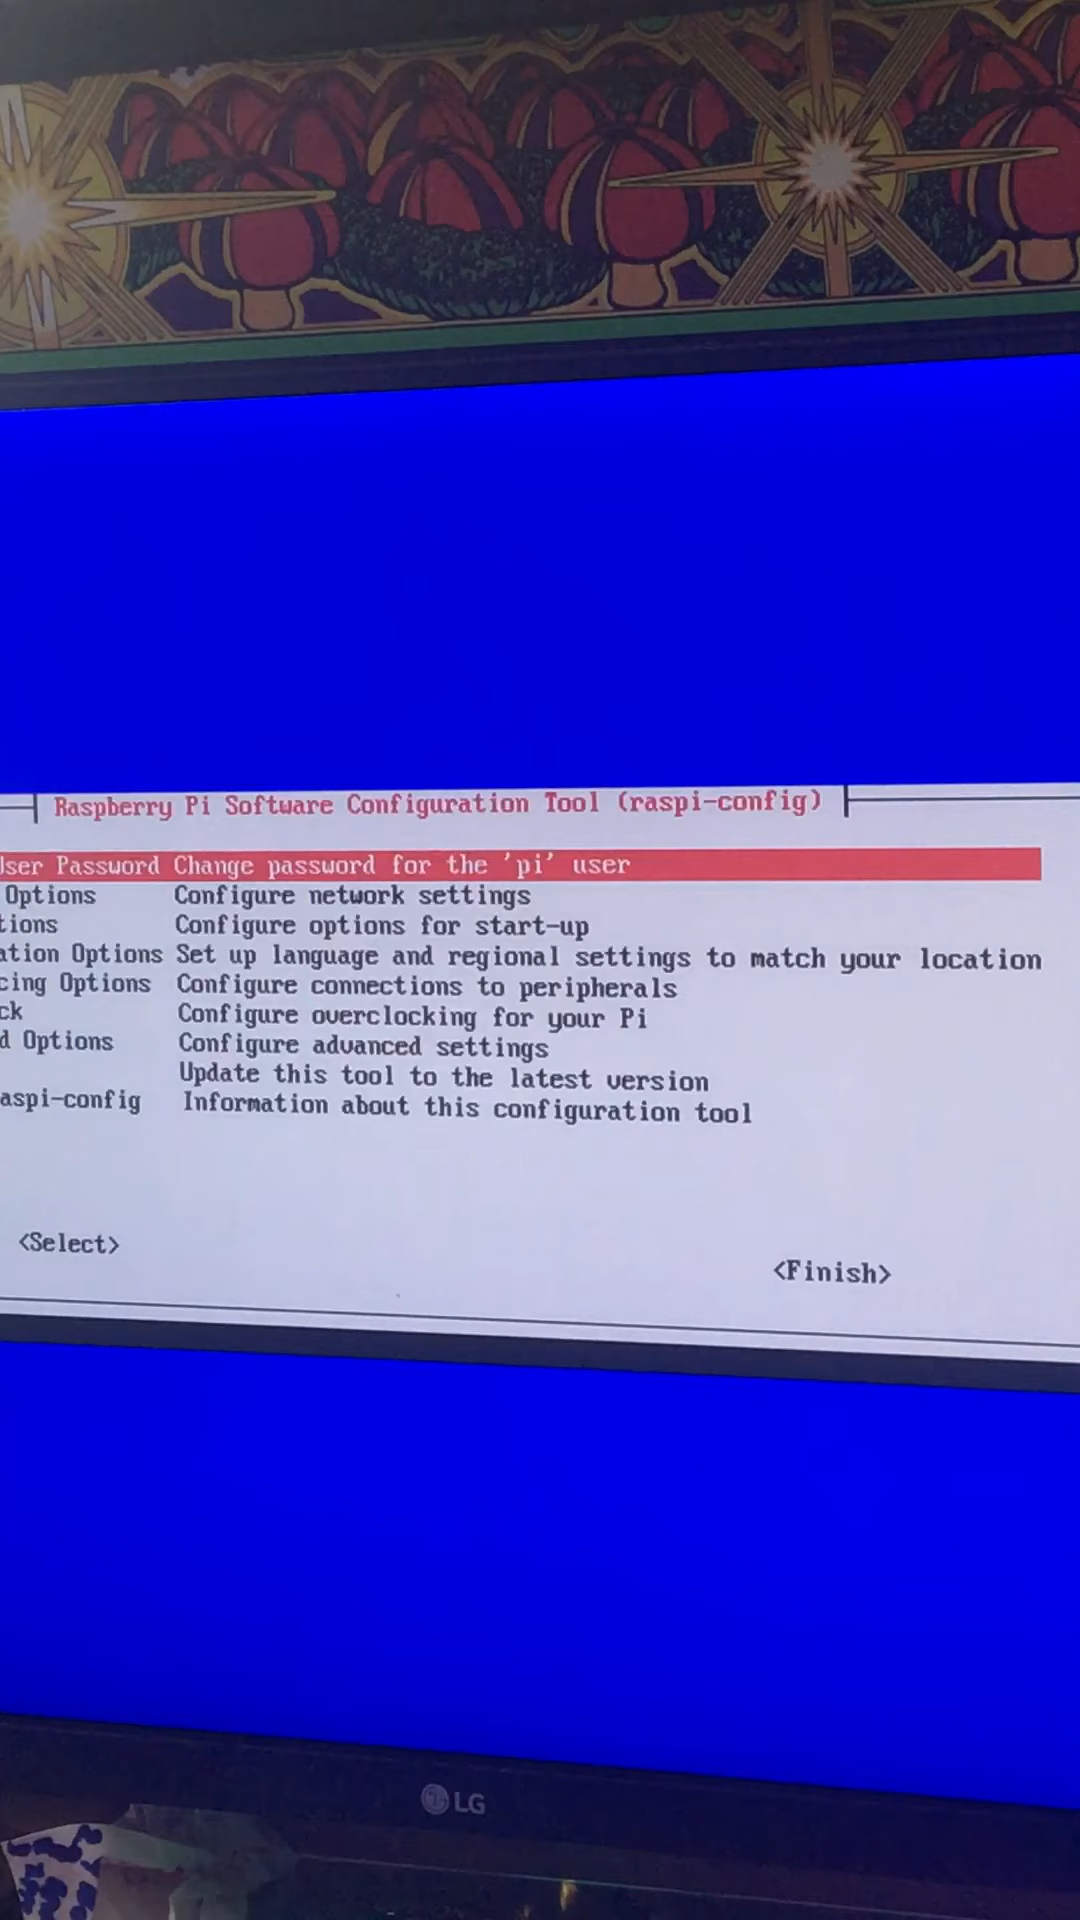 Raspberry Pi Software Configuration Tool (raspi-config)
User Password Change password for the 'pi' user
Options Configure network settings
tions Configure options for start-up
ation Options Set up language and regional settings to match your location
cing Options Configure connections to peripherals
ck Configure overclocking for your Pi
d Options Configure advanced settings
Update this tool to the latest version
aspi-config Information about this configuration tool
<Select>
<Finish>
LG